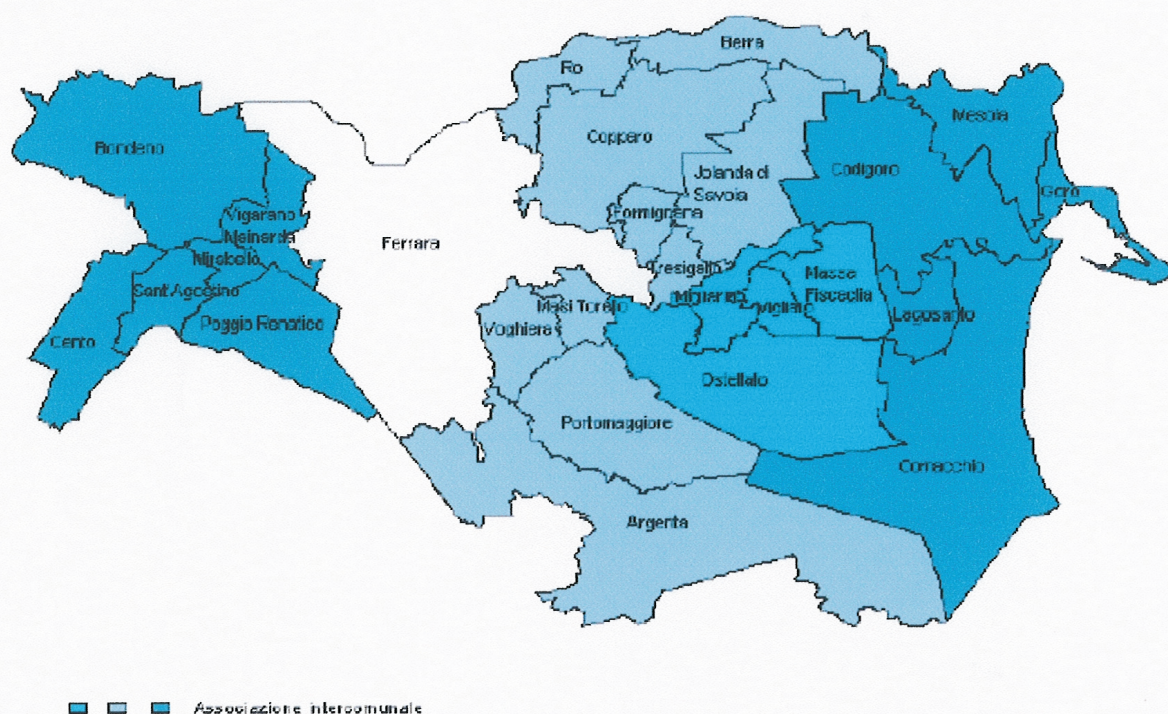 Berra
Ro
Mesola
Copparo
Bondeno
Jolanda di
Savoia
Codigoro
Goro
Formignana
Vigarano
Mainarda
Ferrara
Mirabello
Tresigallo
Massa
Fiscaglia
Sant'Agostino
Migliarino
Migliaro
Masi Torello
Lagosanto
Poggio Renatico
Voghiera
Cento
Ostellato
Portomaggiore
Comacchio
Argenta
Associazione intercomunale